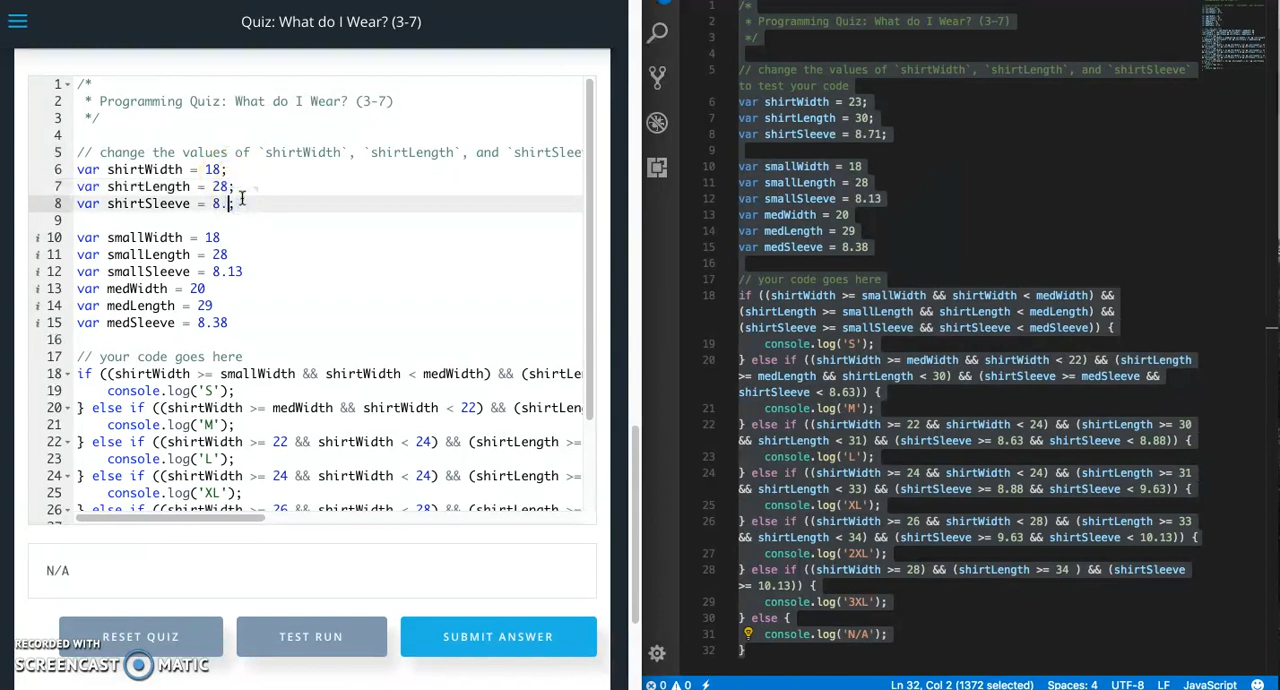 Quiz: What do I Wear? (3-7)
1 /*
2 * Programming Quiz: What do I Wear? (3-7)
3 */
4
5 // change the values of `shirtWidth`, `shirtLength`, and `shirtSlee
6 var shirtWidth = 18;
7 var shirtLength = 28;
8 var shirtSleeve = 8.;
9
10 var smallWidth = 18
11 var smallLength = 28
12 var smallSleeve = 8.13
13 var medWidth = 20
14 var medLength = 29
15 var medSleeve = 8.38
16
17 // your code goes here
18 if ((shirtWidth >= smallWidth && shirtWidth < medWidth) && (shirtLen
19 console.log('S');
20 } else if ((shirtWidth >= medWidth && shirtWidth < 22) && (shirtLeng
21 console.log('M');
22 } else if ((shirtWidth >= 22 && shirtWidth < 24) && (shirtLength >=
23 console.log('L');
24 } else if ((shirtWidth >= 24 && shirtWidth < 24) && (shirtLength >=
25 console.log('XL');
26 } else if ((shirtWidth >= 26 && shirtWidth < 28) && (shirtLength >=
N/A
RESET QUIZ
TEST RUN
SUBMIT ANSWER
RECORDED WITH
SCREENCAST MATIC
1 /*
2 * Programming Quiz: What do I Wear? (3-7)
3 */
4
5 // change the values of `shirtWidth`, `shirtLength`, and `shirtSleeve`
to test your code
6 var shirtWidth = 23;
7 var shirtLength = 30;
8 var shirtSleeve = 8.71;
9
10 var smallWidth = 18
11 var smallLength = 28
12 var smallSleeve = 8.13
13 var medWidth = 20
14 var medLength = 29
15 var medSleeve = 8.38
16
17 // your code goes here
18 if ((shirtWidth >= smallWidth && shirtWidth < medWidth) &&
(shirtLength >= smallLength && shirtLength < medLength) &&
(shirtSleeve >= smallSleeve && shirtSleeve < medSleeve)) {
19 console.log('S');
20 } else if ((shirtWidth >= medWidth && shirtWidth < 22) && (shirtLength
>= medLength && shirtLength < 30) && (shirtSleeve >= medSleeve &&
shirtSleeve < 8.63)) {
21 console.log('M');
22 } else if ((shirtWidth >= 22 && shirtWidth < 24) && (shirtLength >= 30
&& shirtLength < 31) && (shirtSleeve >= 8.63 && shirtSleeve < 8.88)) {
23 console.log('L');
24 } else if ((shirtWidth >= 24 && shirtWidth < 24) && (shirtLength >= 31
&& shirtLength < 33) && (shirtSleeve >= 8.88 && shirtSleeve < 9.63)) {
25 console.log('XL');
26 } else if ((shirtWidth >= 26 && shirtWidth < 28) && (shirtLength >= 33
&& shirtLength < 34) && (shirtSleeve >= 9.63 && shirtSleeve < 10.13)) {
27 console.log('2XL');
28 } else if ((shirtWidth >= 28) && (shirtLength >= 34 ) && (shirtSleeve
>= 10.13)) {
29 console.log('3XL');
30 } else {
31 console.log('N/A');
32 }
0 0 Ln 32, Col 2 (1372 selected) Spaces: 4 UTF-8 LF JavaScript